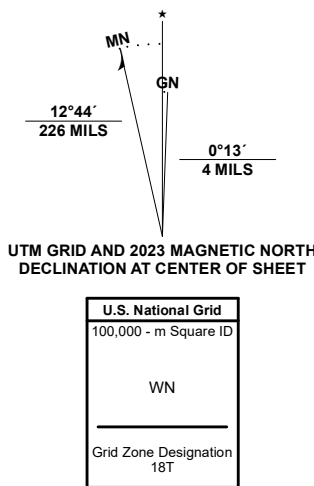 ★
MN
GN
12°44´
226 MILS
0°13´
4 MILS
UTM GRID AND 2023 MAGNETIC NORTH
DECLINATION AT CENTER OF SHEET
U.S. National Grid
100,000 - m Square ID
WN
Grid Zone Designation
18T